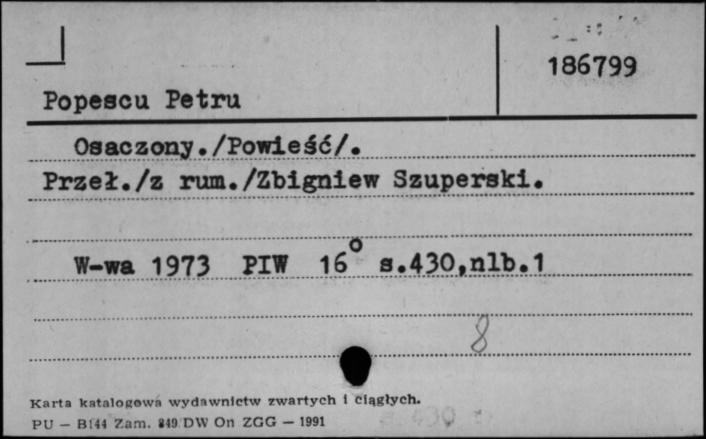 186799
Popescu Petru
Osaczony./Powieść/.
Przeł./z rum./Zbigniew Szuperski.
W-wa 1973 PIW 16° s.430,nlb.1
8
Karta katalogowa wydawnictw zwartych i ciągłych.
PU — B144 Zam. 849 DW On ZGG — 1991